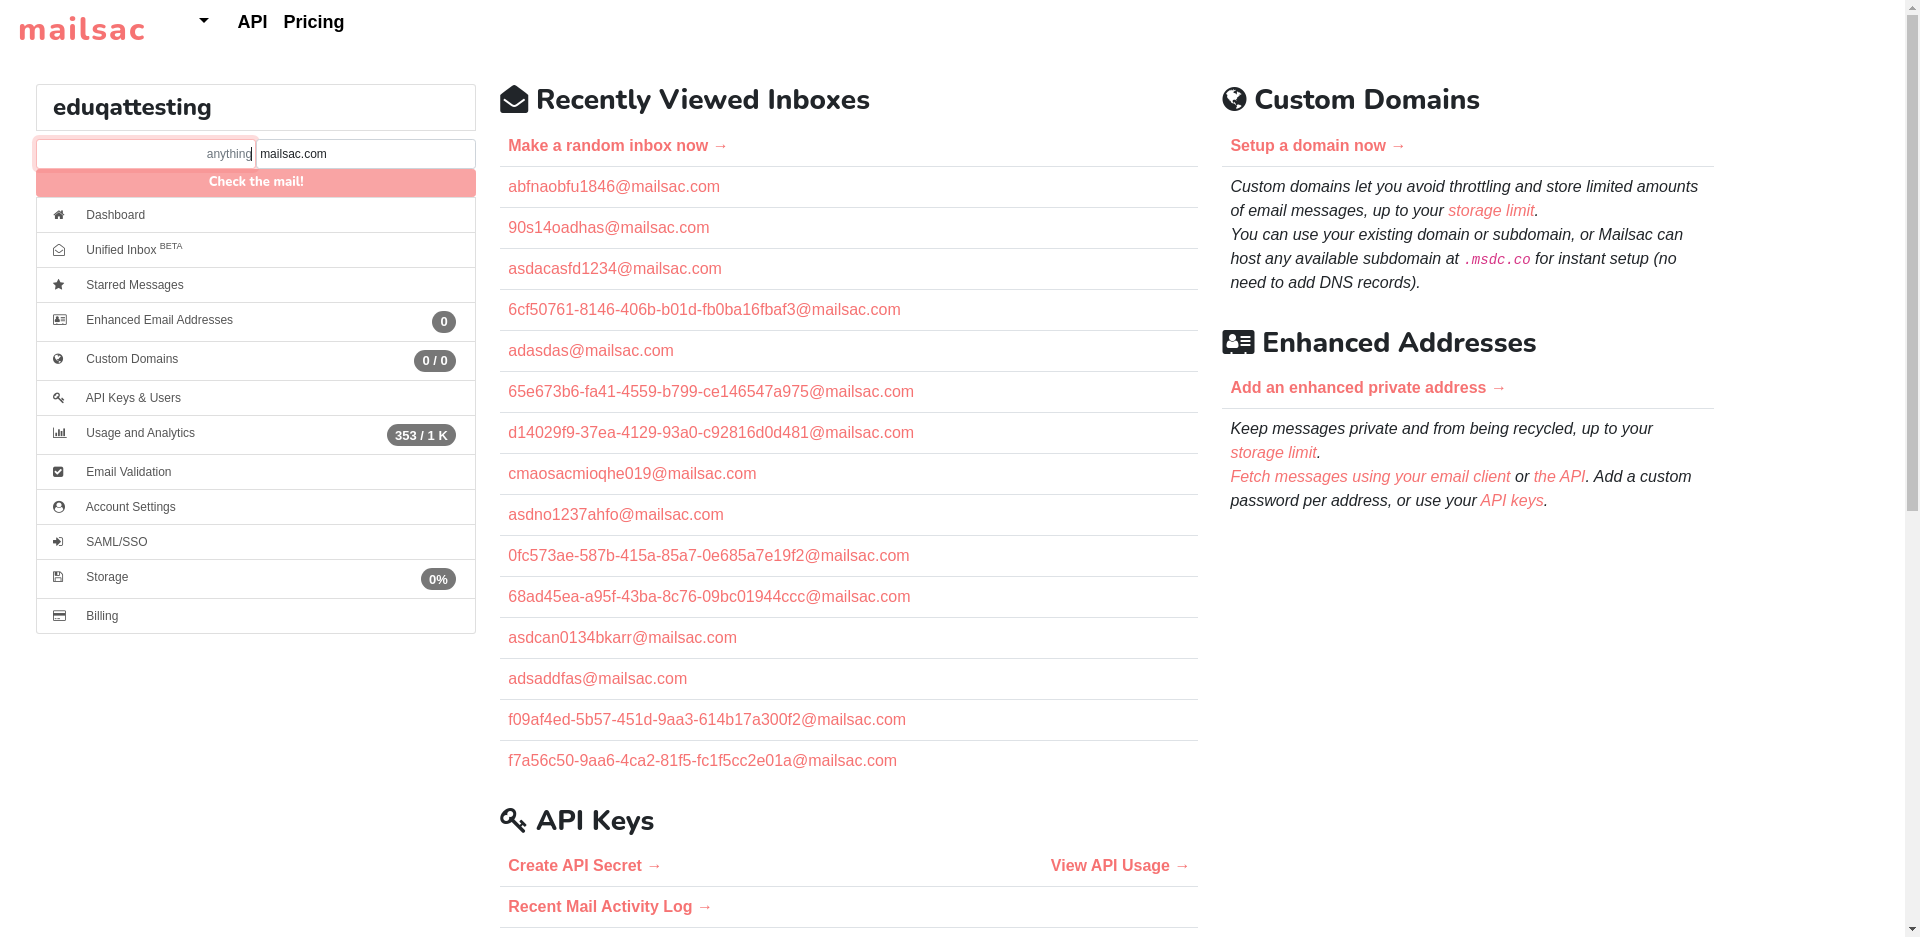 mailsac
API
Pricing
eduqattesting
anything
mailsac.com
Check the mail!
Dashboard
Unified Inbox BETA
Starred Messages
Enhanced Email Addresses 0
Custom Domains 0 / 0
API Keys & Users
Usage and Analytics 353 / 1 K
Email Validation
Account Settings
SAML/SSO
Storage 0%
Billing
Recently Viewed Inboxes
Make a random inbox now →
abfnaobfu1846@mailsac.com
90s14oadhas@mailsac.com
asdacasfd1234@mailsac.com
6cf50761-8146-406b-b01d-fb0ba16fbaf3@mailsac.com
adasdas@mailsac.com
65e673b6-fa41-4559-b799-ce146547a975@mailsac.com
d14029f9-37ea-4129-93a0-c92816d0d481@mailsac.com
cmaosacmioqhe019@mailsac.com
asdno1237ahfo@mailsac.com
0fc573ae-587b-415a-85a7-0e685a7e19f2@mailsac.com
68ad45ea-a95f-43ba-8c76-09bc01944ccc@mailsac.com
asdcan0134bkarr@mailsac.com
adsaddfas@mailsac.com
f09af4ed-5b57-451d-9aa3-614b17a300f2@mailsac.com
f7a56c50-9aa6-4ca2-81f5-fc1f5cc2e01a@mailsac.com
API Keys
Create API Secret → View API Usage →
Recent Mail Activity Log →
Custom Domains
Setup a domain now →
Custom domains let you avoid throttling and store limited amounts
of email messages, up to your storage limit.
You can use your existing domain or subdomain, or Mailsac can
host any available subdomain at .msdc.co for instant setup (no
need to add DNS records).
Enhanced Addresses
Add an enhanced private address →
Keep messages private and from being recycled, up to your
storage limit.
Fetch messages using your email client or the API. Add a custom
password per address, or use your API keys.